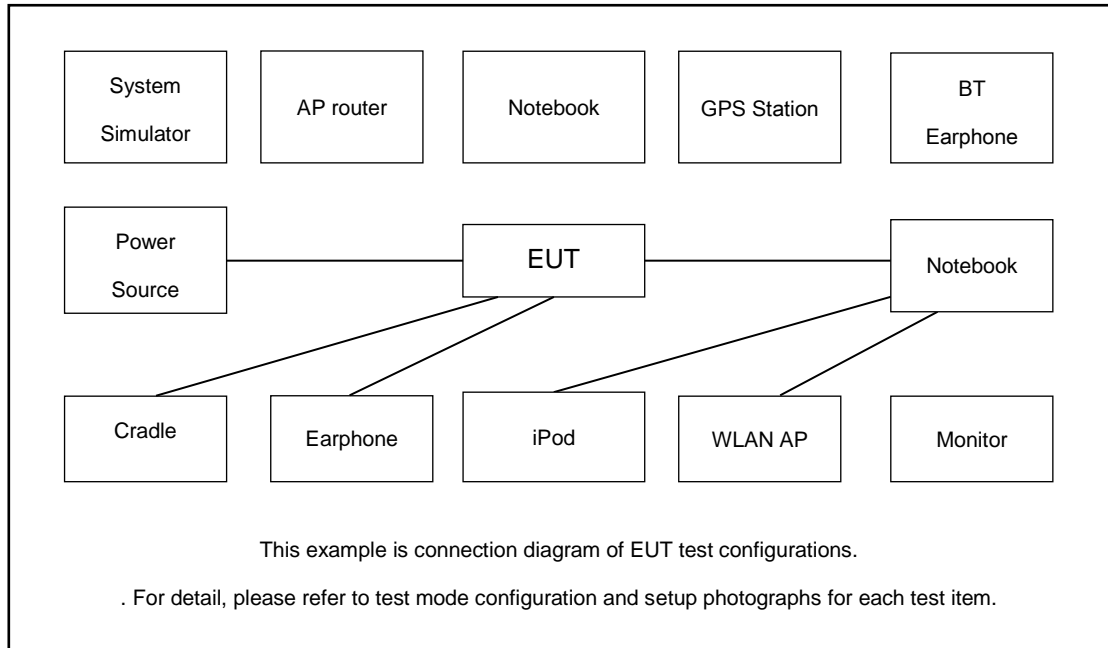 System
Simulator
AP router
Notebook
GPS Station
BT
Earphone
Power
Source
EUT
Notebook
Cradle
Earphone
iPod
WLAN AP
Monitor
This example is connection diagram of EUT test configurations.
. For detail, please refer to test mode configuration and setup photographs for each test item.